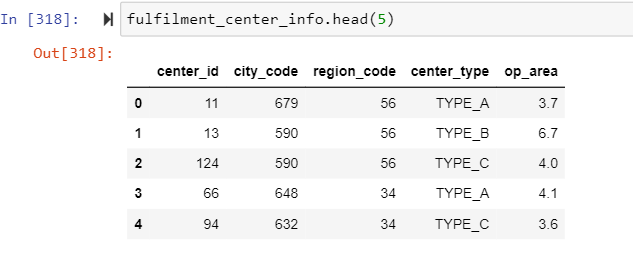 In [318]: fulfilment_center_info.head(5)
Out[318]:
center_id city_code region_code center_type op_area
0 11 679 56 TYPE_A 3.7
1 13 590 56 TYPE_B 6.7
2 124 590 56 TYPE_C 4.0
3 66 648 34 TYPE_A 4.1
4 94 632 34 TYPE_C 3.6